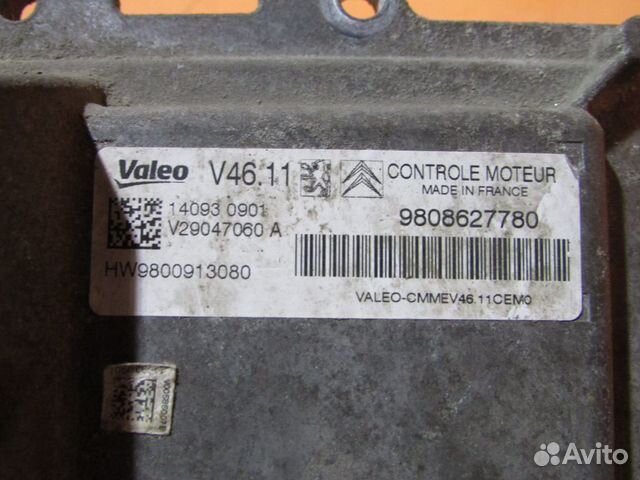 Valeo V46.11 CONTROLE MOTEUR
MADE IN FRANCE
14093 0901
V29047060 A
9808627780
HW9800913080
VALEO-CMMEV46.11CEM0
Avito